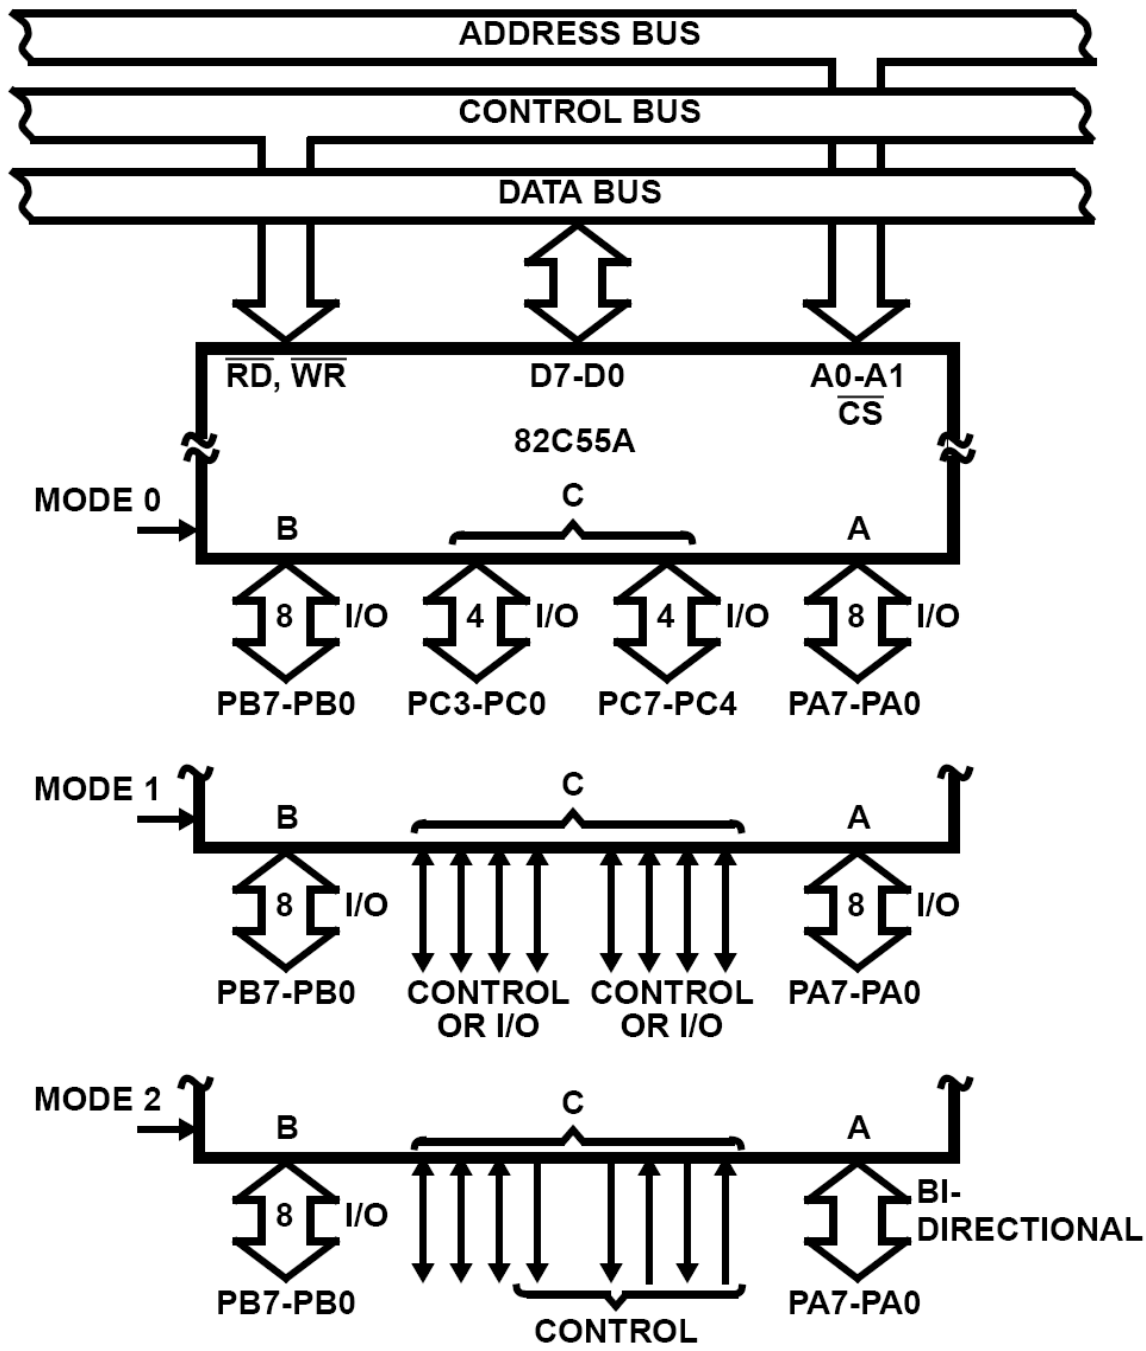 ADDRESS BUS
CONTROL BUS
DATA BUS
RD, WR D7-D0 A0-A1
CS
82C55A
MODE 0 C
B A
8 I/O 4 I/O 4 I/O 8 I/O
PB7-PB0 PC3-PC0 PC7-PC4 PA7-PA0
MODE 1 C
B A
8 I/O 8 I/O
PB7-PB0 CONTROL CONTROL PA7-PA0
OR I/O OR I/O
MODE 2 C
B A
BI-
8 I/O DIRECTIONAL
PB7-PB0 PA7-PA0
CONTROL